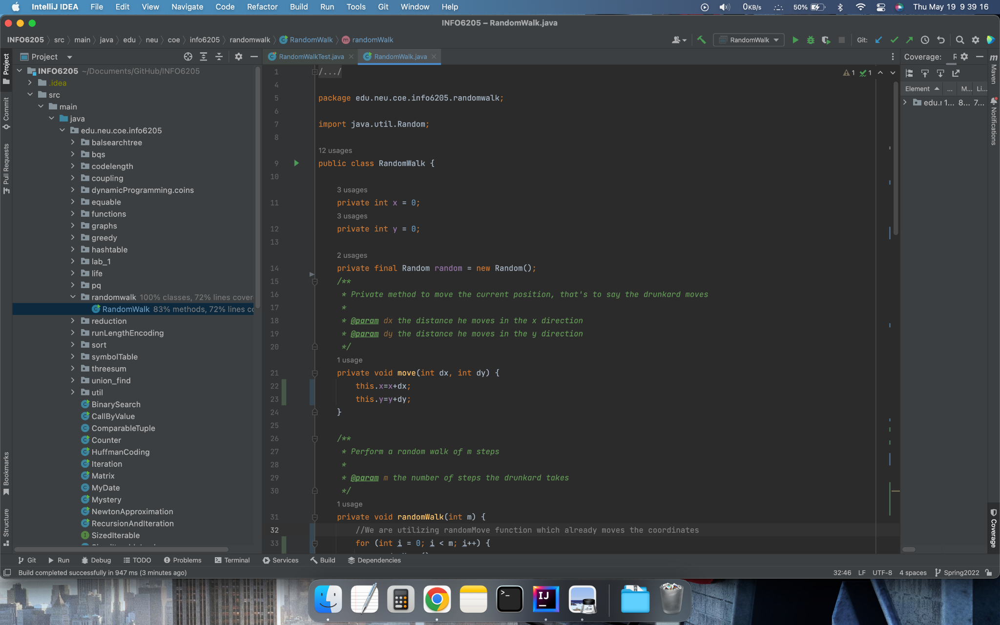 IntelliJ IDEA File Edit View Navigate Code Refactor Build Run Tools Git Window Help 0KB/s 50% Thu May 19 9 39 16
INFO6205 – RandomWalk.java
INFO6205 src main java edu neu coe info6205 randomwalk RandomWalk randomWalk RandomWalk Git:
Project RandomWalkTest.java RandomWalk.java Coverage: R
INFO6205 ~/Documents/GitHub/INFO6205
.idea
src
main
java
edu.neu.coe.info6205
balsearchtree
bqs
codelength
coupling
dynamicProgramming.coins
equable
functions
graphs
greedy
hashtable
lab_1
life
pq
randomwalk 100% classes, 72% lines cover
RandomWalk 83% methods, 72% lines co
reduction
runLengthEncoding
sort
symbolTable
threesum
union_find
util
BinarySearch
CallByValue
ComparableTuple
Counter
HuffmanCoding
Iteration
Matrix
MyDate
Mystery
NewtonApproximation
RecursionAndIteration
SizedIterable
1 /.../
4
5 package edu.neu.coe.info6205.randomwalk;
6
7 import java.util.Random;
8
12 usages
9 public class RandomWalk {
10
3 usages
11 private int x = 0;
3 usages
12 private int y = 0;
13
2 usages
14 private final Random random = new Random();
15 /**
16 * Private method to move the current position, that's to say the drunkard moves
17 *
18 * @param dx the distance he moves in the x direction
19 * @param dy the distance he moves in the y direction
20 */
1 usage
21 private void move(int dx, int dy) {
22 this.x=x+dx;
23 this.y=y+dy;
24 }
25
26 /**
27 * Perform a random walk of m steps
28 *
29 * @param m the number of steps the drunkard takes
30 */
1 usage
31 private void randomWalk(int m) {
32 //We are utilizing randomMove function which already moves the coordinates
33 for (int i = 0; i < m; i++) {
1 1
Element ... M... Li...
edu.r 1... 8... 7...
Project
Commit
Pull Requests
Bookmarks
Structure
m
Maven
Notifications
Coverage
Git Run Debug TODO Problems Terminal Services Build Dependencies
Build completed successfully in 947 ms (3 minutes ago) 32:46 LF UTF-8 4 spaces Spring2022
IJ